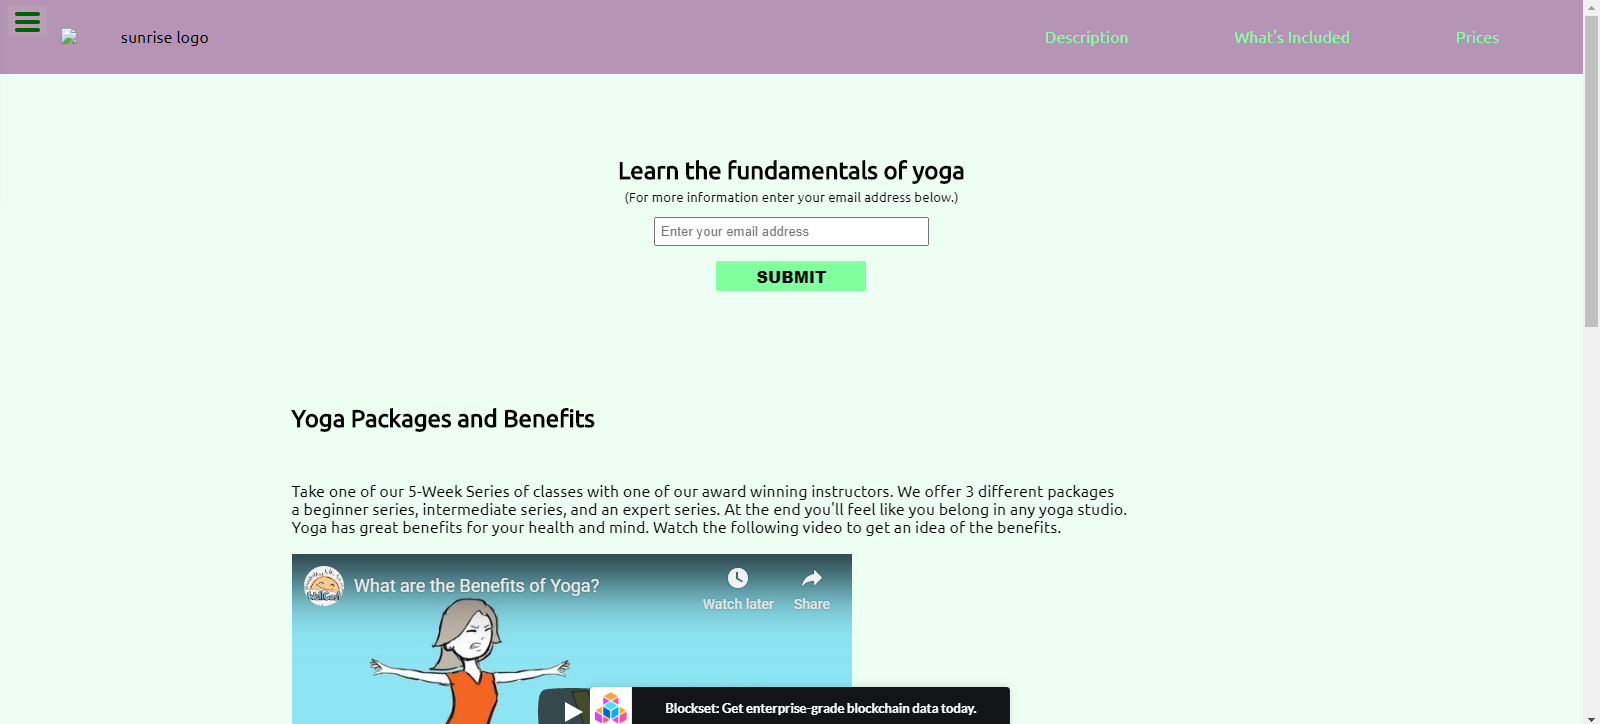 sunrise logo
Description
What's Included
Prices
Learn the fundamentals of yoga
(For more information enter your email address below.)
Enter your email address
SUBMIT
Yoga Packages and Benefits
Take one of our 5-Week Series of classes with one of our award winning instructors. We offer 3 different packages
a beginner series, intermediate series, and an expert series. At the end you'll feel like you belong in any yoga studio.
Yoga has great benefits for your health and mind. Watch the following video to get an idea of the benefits.
What are the Benefits of Yoga?
Watch later
Share
Blockset: Get enterprise-grade blockchain data today.